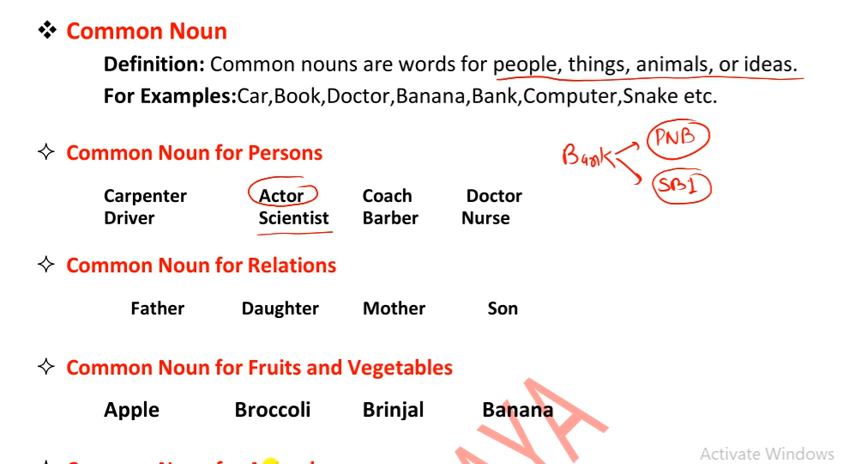 Common Noun
Definition: Common nouns are words for people, things, animals, or ideas.
For Examples:Car,Book,Doctor,Banana,Bank,Computer,Snake etc.
Common Noun for Persons
Bank PNB
SBI
Carpenter Actor Coach Doctor
Driver Scientist Barber Nurse
Common Noun for Relations
Father Daughter Mother Son
Common Noun for Fruits and Vegetables
Apple Broccoli Brinjal Banana
Activate Windows